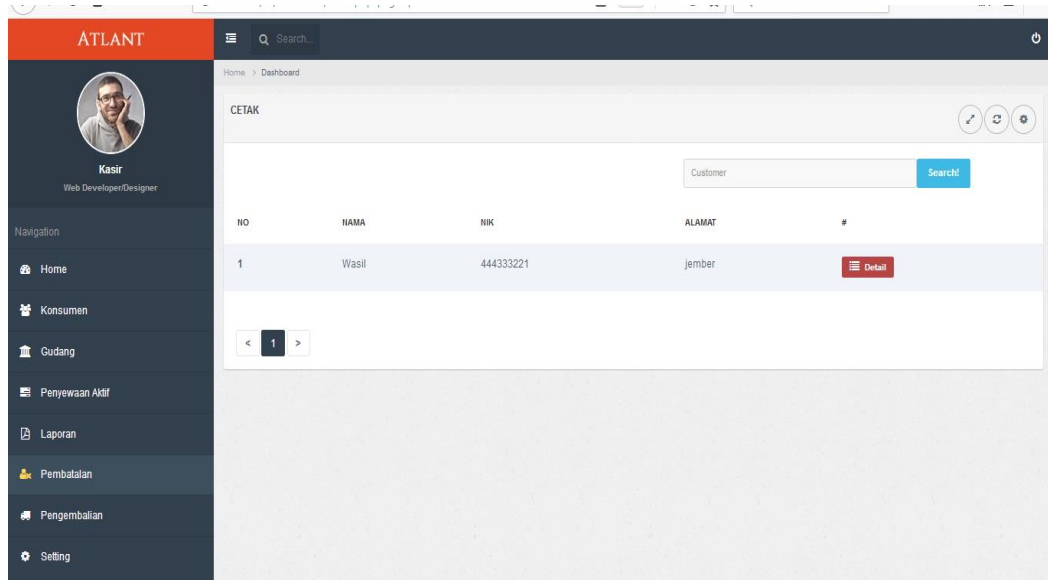 ATLANT
Search...
Home > Dashboard
Kasir
Web Developer/Designer
Navigation
Home
Konsumen
Gudang
Penyewaan Aktif
Laporan
Pembatalan
Pengembalian
Setting
CETAK
Customer
Search!
NO NAMA NIK ALAMAT #
1 Wasil 444333221 jember Detail
< 1 >